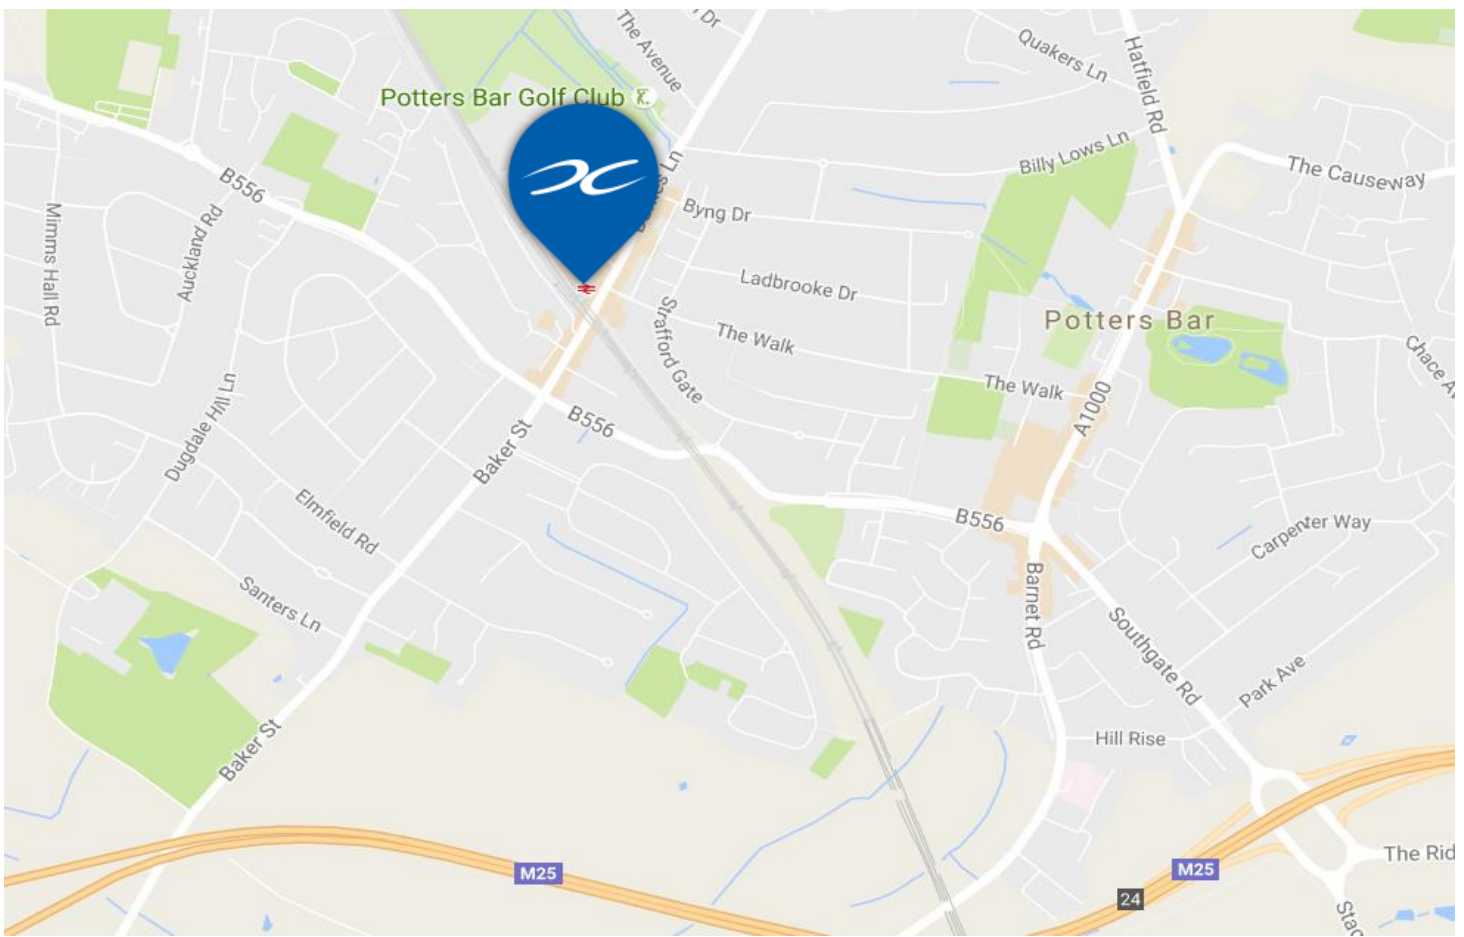 The Avenue
Dr
Quakers Ln
Hatfield Rd
Potters Bar Golf Club
Billy Lows Ln
The Causeway
B556
Auckland Rd
Mimms Hall Rd
Byng Dr
Ladbrooke Dr
Strafford Gate
The Walk
Potters Bar
Chace
The Walk
A1000
Dugdale Hill Ln
Baker St
B556
Elmfield Rd
B556
Carpenter Way
Santers Ln
Barnet Rd
Southgate Rd
Park Ave
Baker St
Hill Rise
M25
M25
24
The Rid
Stag